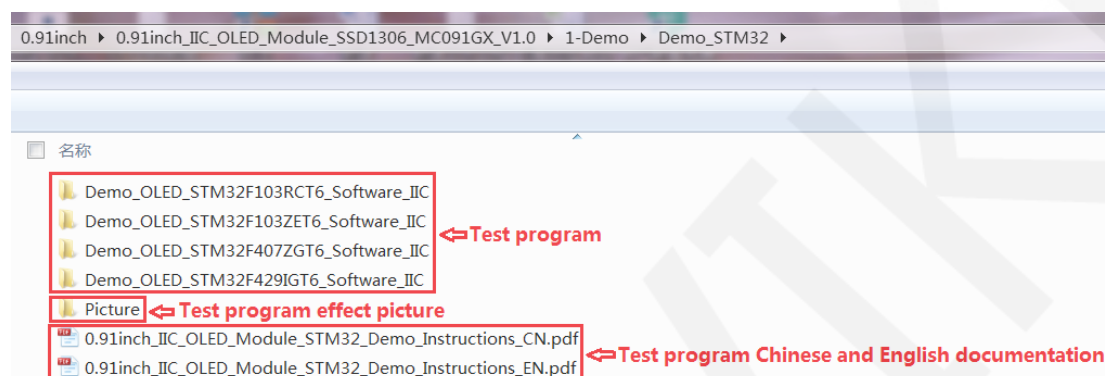 0.91inch ▸ 0.91inch_IIC_OLED_Module_SSD1306_MC091GX_V1.0 ▸ 1-Demo ▸ Demo_STM32 ▸
名称
Demo_OLED_STM32F103RCT6_Software_IIC
Demo_OLED_STM32F103ZET6_Software_IIC
Test program
Demo_OLED_STM32F407ZGT6_Software_IIC
Demo_OLED_STM32F429IGT6_Software_IIC
Picture Test program effect picture
0.91inch_IIC_OLED_Module_STM32_Demo_Instructions_CN.pdf
Test program Chinese and English documentation
0.91inch_IIC_OLED_Module_STM32_Demo_Instructions_EN.pdf